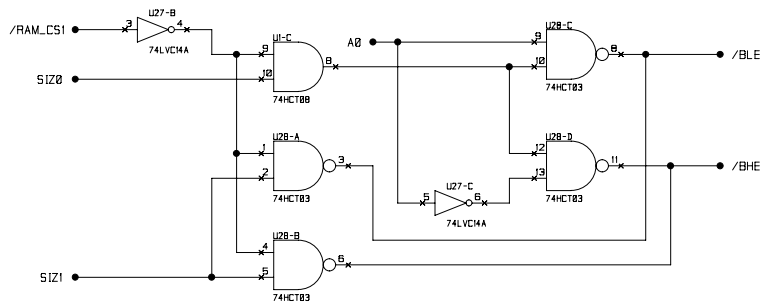 U27-B
/RAM_CS1
3
4
74LVC14A
U1-C
9
8
10
74HCT08
SIZ0
A0
U28-C
9
8
10
74HCT03
/BLE
U28-A
1
3
2
74HCT03
U28-D
12
11
13
74HCT03
/BHE
U27-C
5
6
74LVC14A
U28-B
4
6
5
74HCT03
SIZ1